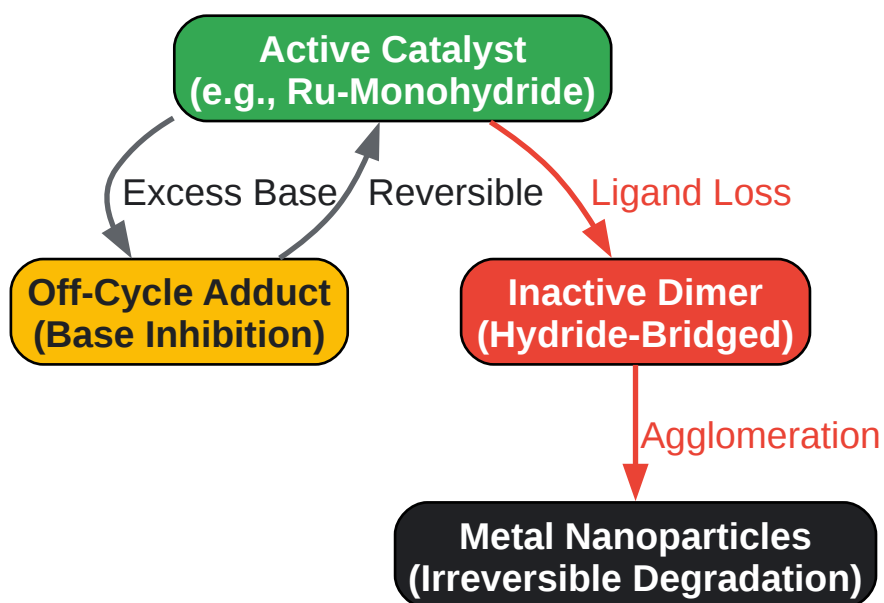 Active Catalyst
(e.g., Ru-Monohydride)
Excess Base
Reversible
Ligand Loss
Off-Cycle Adduct
(Base Inhibition)
Inactive Dimer
(Hydride-Bridged)
Agglomeration
Metal Nanoparticles
(Irreversible Degradation)